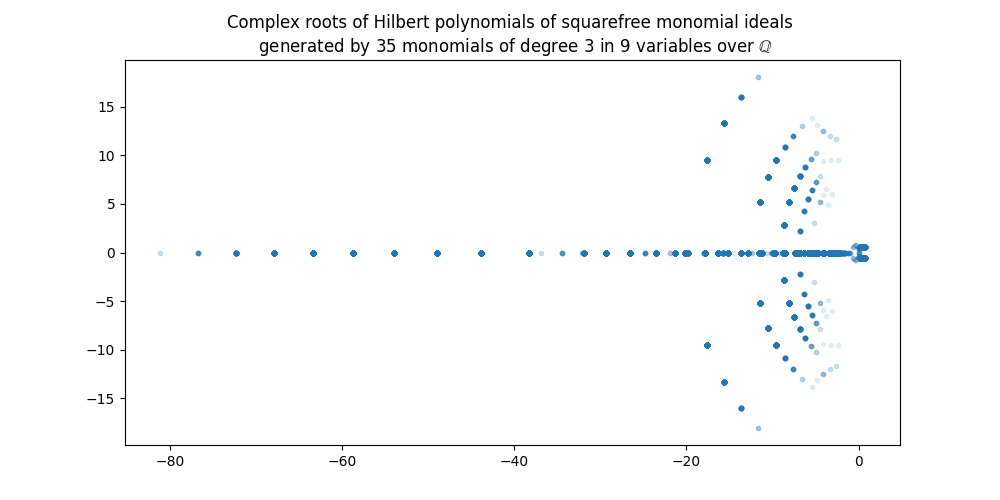 Complex roots of Hilbert polynomials of squarefree monomial ideals
generated by 35 monomials of degree 3 in 9 variables over ℚ
15
10
5
0
−5
−10
−15
−80 −60 −40 −20 0